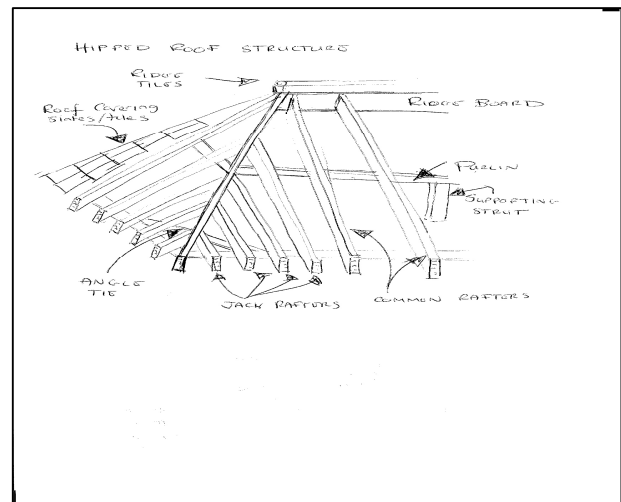 HIPPED ROOF STRUCTURE
RIDGE
TILES
Roof Covering
slates/tiles
RIDGE BOARD
PURLIN
SUPPORTING
STRUT
ANGLE
TIE
JACK RAFTERS
COMMON RAFTERS